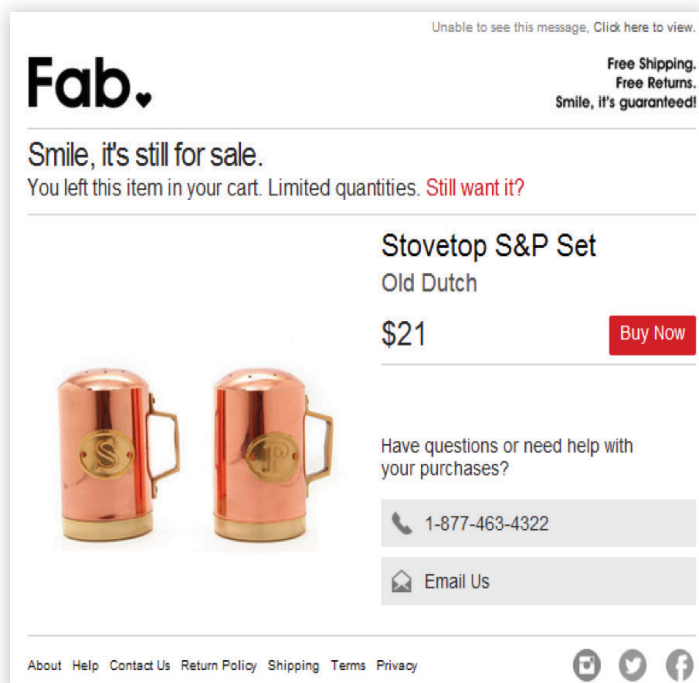 Unable to see this message, Click here to view.
Fab.
Free Shipping.
Free Returns.
Smile, it's guaranteed!
Smile, it's still for sale.
You left this item in your cart. Limited quantities. Still want it?
Stovetop S&P Set
Old Dutch
$21
Buy Now
S
P
Have questions or need help with
your purchases?
1-877-463-4322
Email Us
About Help Contact Us Return Policy Shipping Terms Privacy